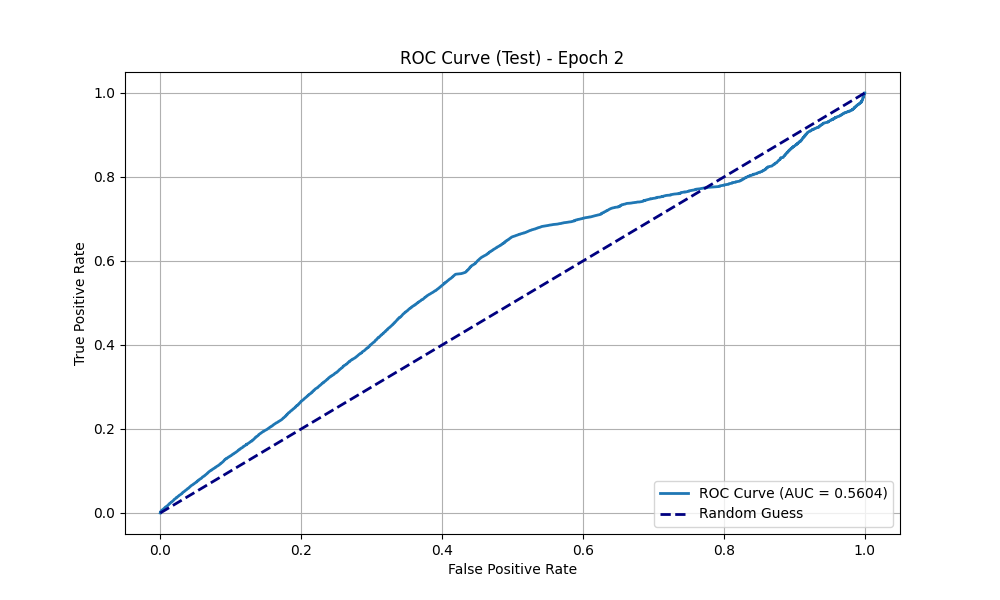 ROC Curve (Test) - Epoch 2
True Positive Rate
1.0
0.8
0.6
0.4
0.2
0.0
ROC Curve (AUC = 0.5604)
Random Guess
0.0 0.2 0.4 0.6 0.8 1.0
False Positive Rate